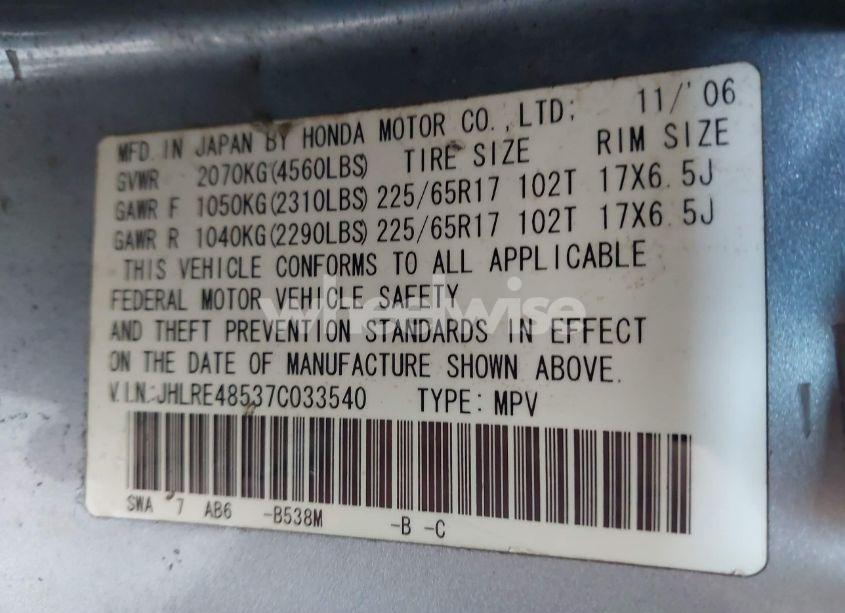 MFD. IN JAPAN BY HONDA MOTOR CO.,LTD; 11/'06
GVWR 2070KG(4560LBS) TIRE SIZE RIM SIZE
GAWR F 1050KG(2310LBS) 225/65R17 102T 17X6.5J
GAWR R 1040KG(2290LBS) 225/65R17 102T 17X6.5J
THIS VEHICLE CONFORMS TO ALL APPLICABLE
FEDERAL MOTOR VEHICLE SAFETY
AND THEFT PREVENTION STANDARDS IN EFFECT
ON THE DATE OF MANUFACTURE SHOWN ABOVE.
V.I.N.:JHLRE48537C033540 TYPE: MPV
SWA 7 AB6 -B538M -B -C
wheelwise